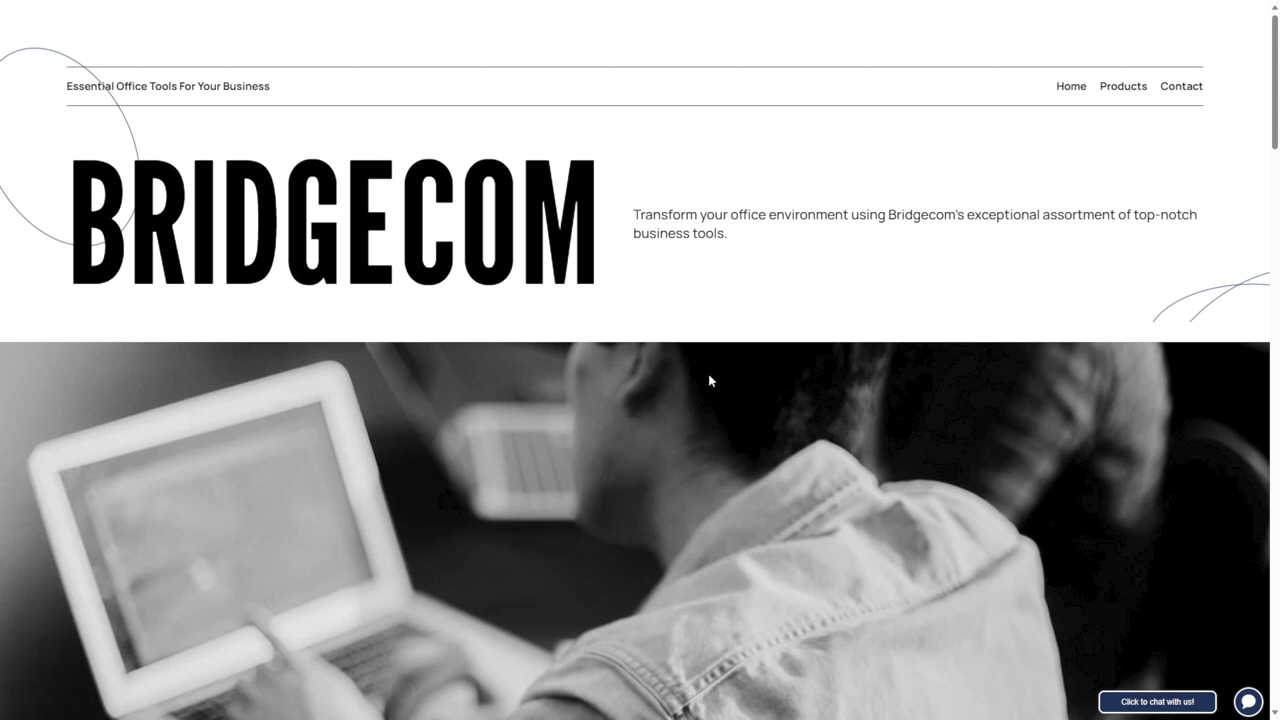 Essential Office Tools For Your Business
Home Products Contact
BRIDGECOM
Transform your office environment using Bridgecom's exceptional assortment of top-notch
business tools.
Click to chat with us!